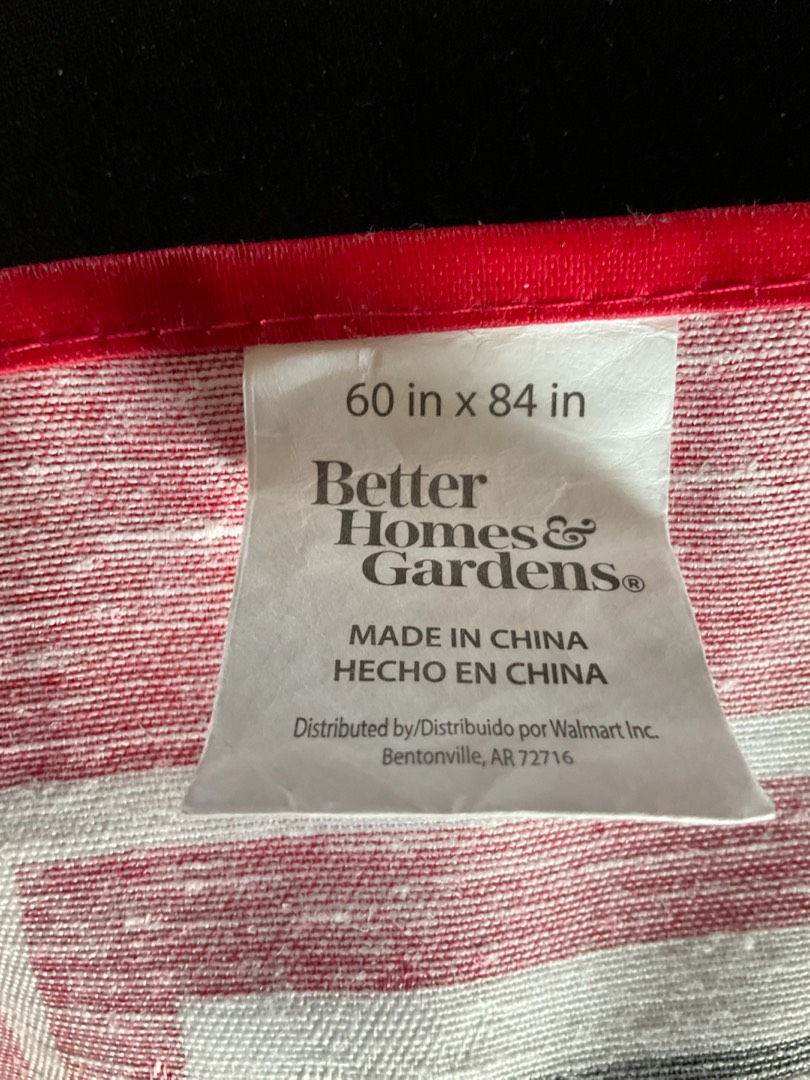 60 in x 84 in
Better
Homes&
Gardens®
MADE IN CHINA
HECHO EN CHINA
Distributed by/Distribuido por Walmart Inc.
Bentonville, AR 72716